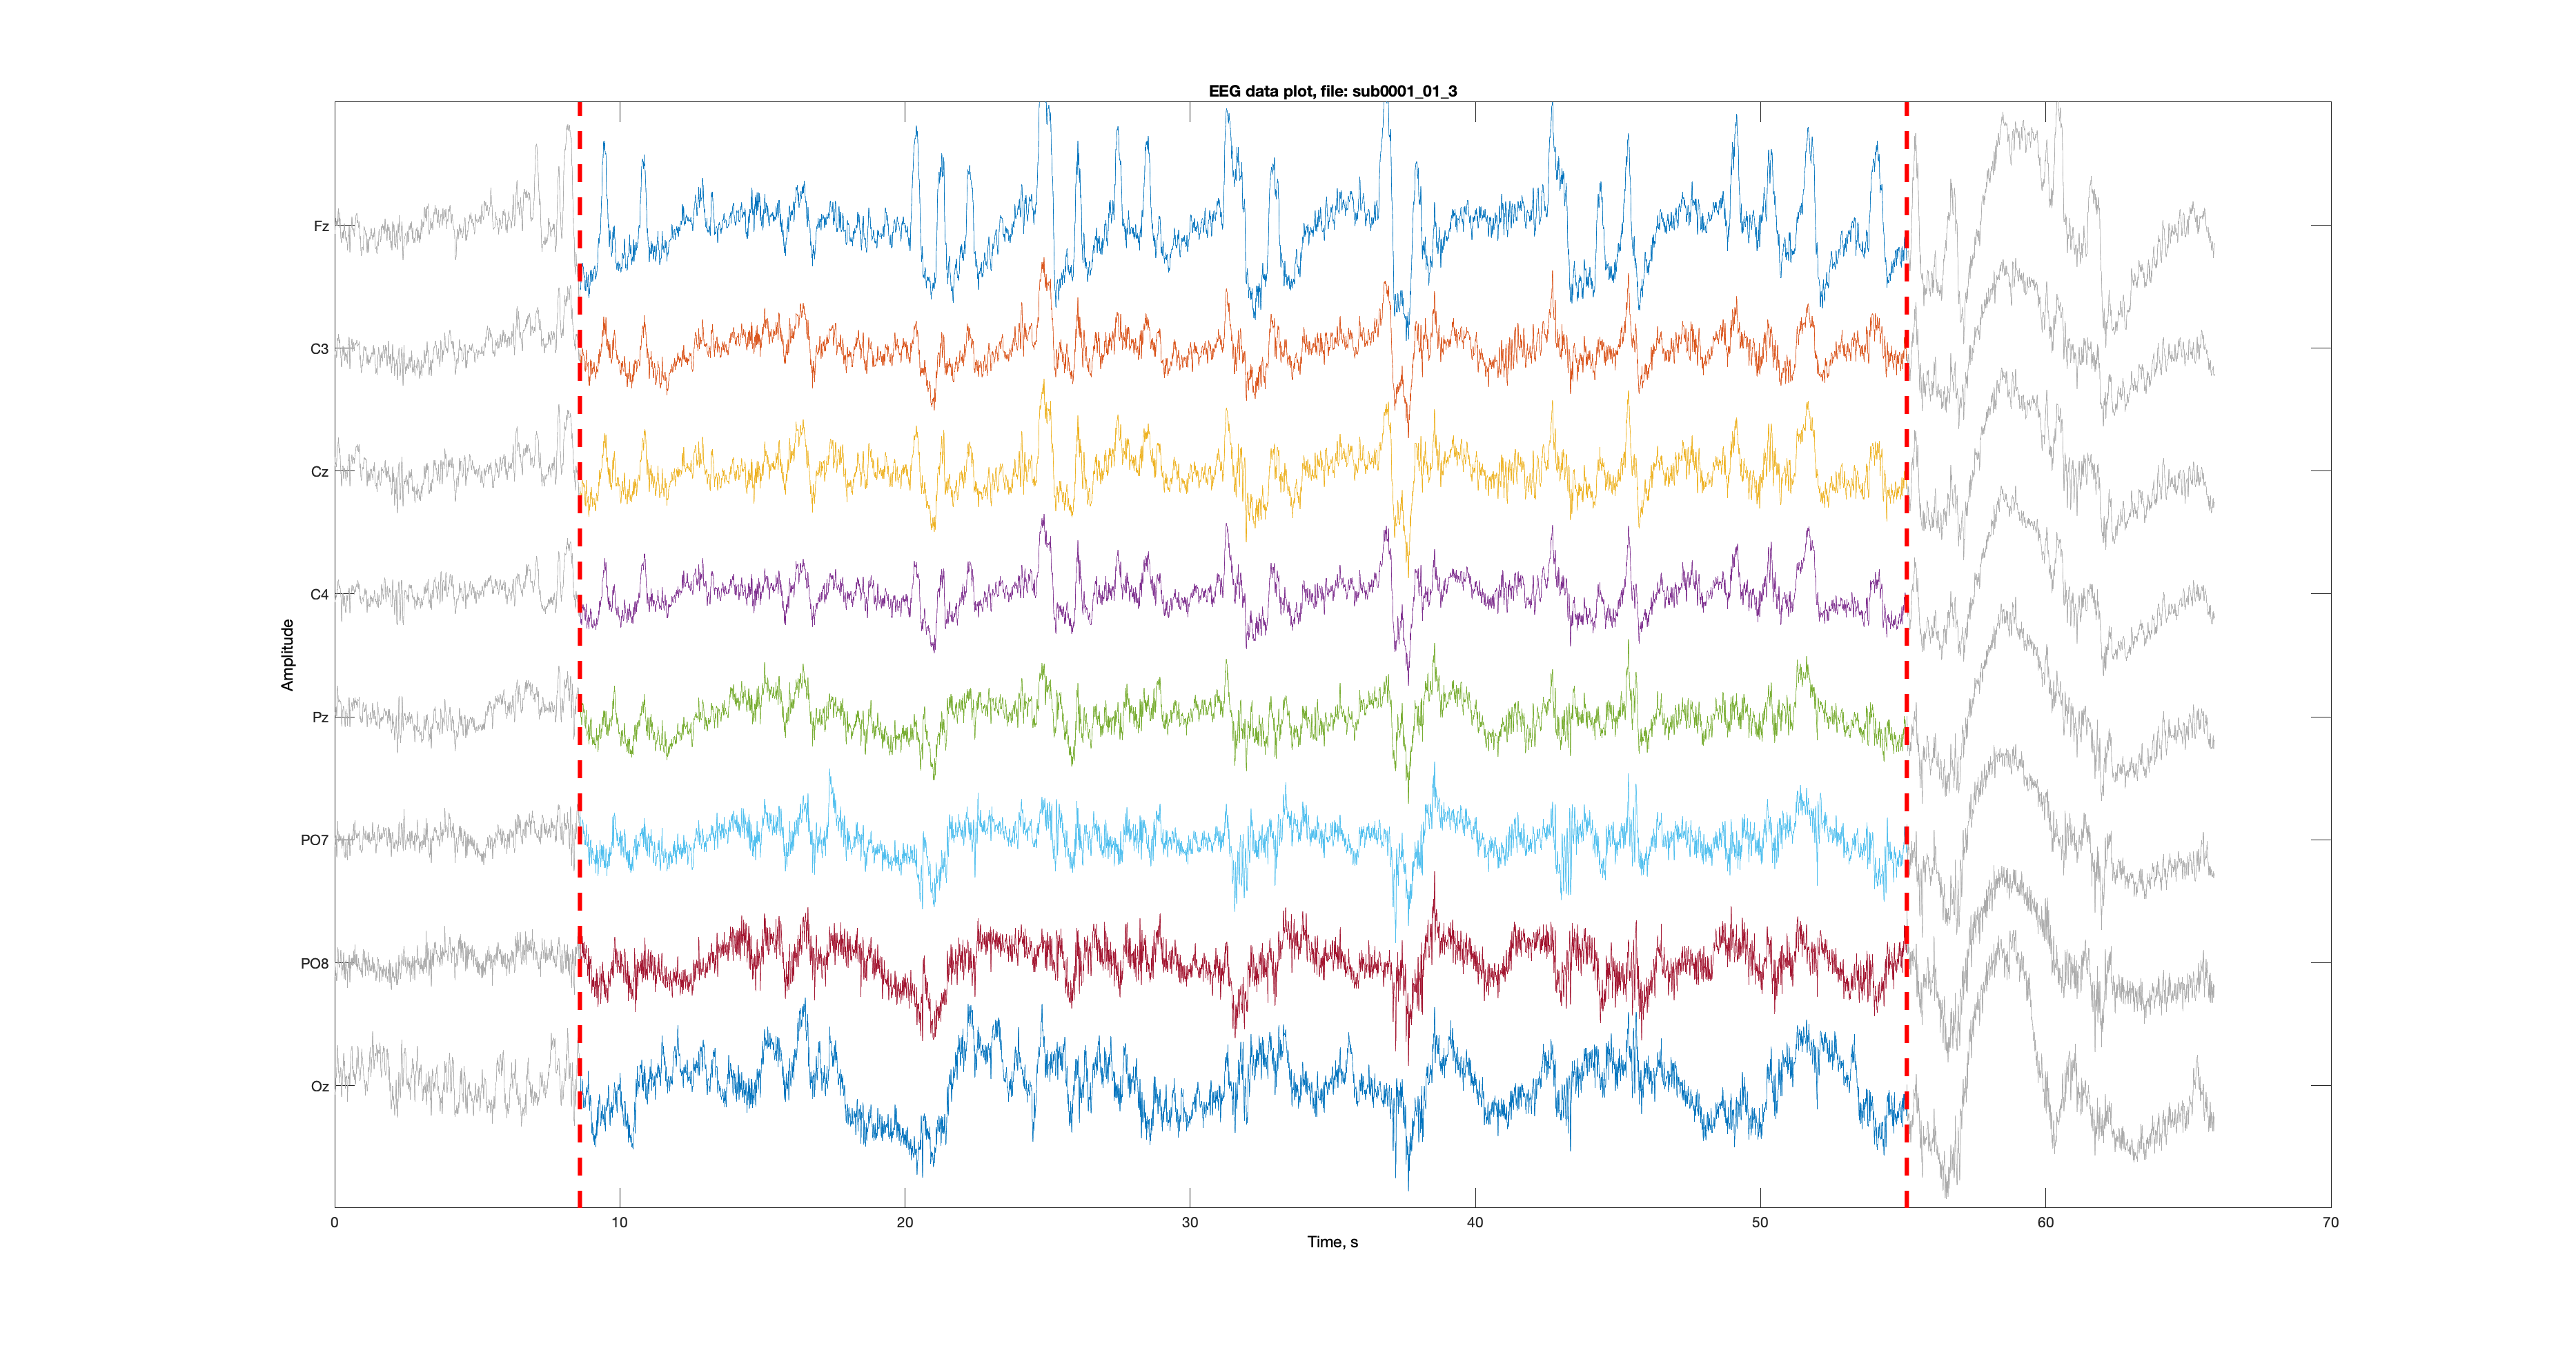 EEG data plot, file: sub0001_01_3
Fz
C3
Cz
C4
Pz
PO7
PO8
Oz
Amplitude
0 10 20 30 40 50 60 70
Time, s